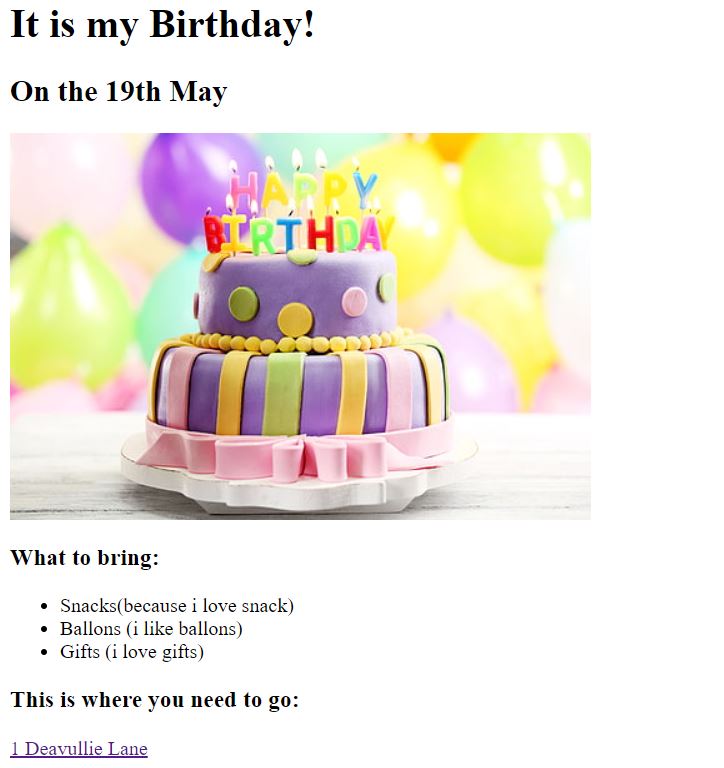 It is my Birthday!
On the 19th May
HAPPY
BIRTHDAY
What to bring:
Snacks(because i love snack)
Ballons (i like ballons)
Gifts (i love gifts)
This is where you need to go:
1 Deavullie Lane